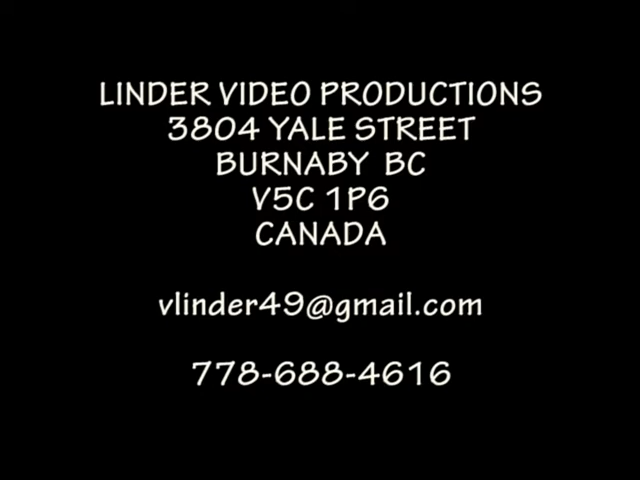 LINDER VIDEO PRODUCTIONS
3804 YALE STREET
BURNABY BC
V5C 1P6
CANADA
vlinder49@gmail.com
778-688-4616